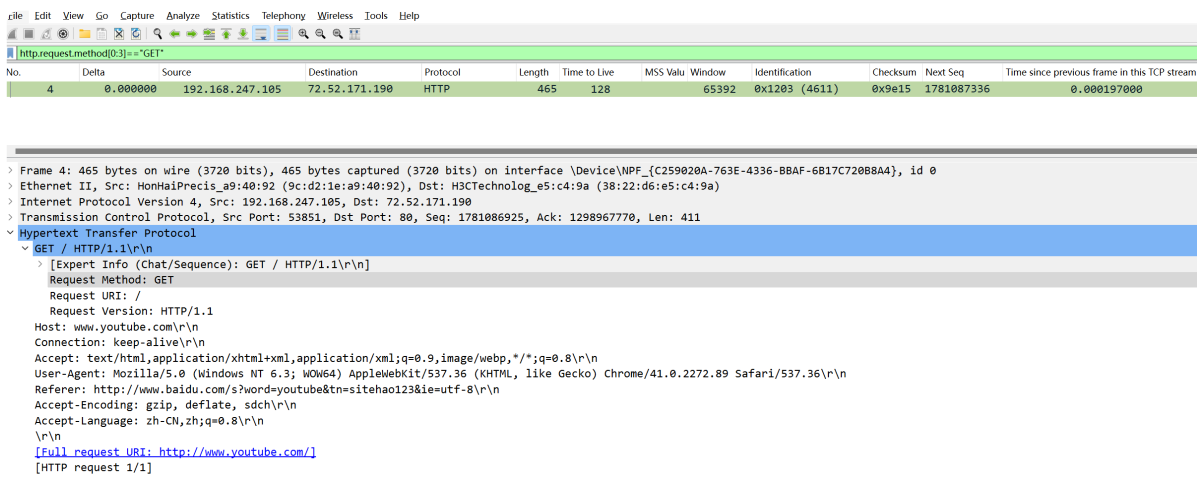 File Edit View Go Capture Analyze Statistics Telephony Wireless Tools Help
http.request.method[0:3]=="GET"
No. Delta Source Destination Protocol Length Time to Live MSS Valu Window Identification Checksum Next Seq Time since previous frame in this TCP stream
4 0.000000 192.168.247.105 72.52.171.190 HTTP 465 128 65392 0x1203 (4611) 0x9e15 1781087336 0.000197000
Frame 4: 465 bytes on wire (3720 bits), 465 bytes captured (3720 bits) on interface \Device\NPF_{C259020A-763E-4336-BBAF-6B17C720B8A4}, id 0
Ethernet II, Src: HonHaiPrecis_a9:40:92 (9c:d2:1e:a9:40:92), Dst: H3CTechnolog_e5:c4:9a (38:22:d6:e5:c4:9a)
Internet Protocol Version 4, Src: 192.168.247.105, Dst: 72.52.171.190
Transmission Control Protocol, Src Port: 53851, Dst Port: 80, Seq: 1781086925, Ack: 1298967770, Len: 411
Hypertext Transfer Protocol
GET / HTTP/1.1\r\n
[Expert Info (Chat/Sequence): GET / HTTP/1.1\r\n]
Request Method: GET
Request URI: /
Request Version: HTTP/1.1
Host: www.youtube.com\r\n
Connection: keep-alive\r\n
Accept: text/html,application/xhtml+xml,application/xml;q=0.9,image/webp,*/*;q=0.8\r\n
User-Agent: Mozilla/5.0 (Windows NT 6.3; WOW64) AppleWebKit/537.36 (KHTML, like Gecko) Chrome/41.0.2272.89 Safari/537.36\r\n
Referer: http://www.baidu.com/s?word=youtube&tn=sitehao123&ie=utf-8\r\n
Accept-Encoding: gzip, deflate, sdch\r\n
Accept-Language: zh-CN,zh;q=0.8\r\n
\r\n
[Full request URI: http://www.youtube.com/]
[HTTP request 1/1]